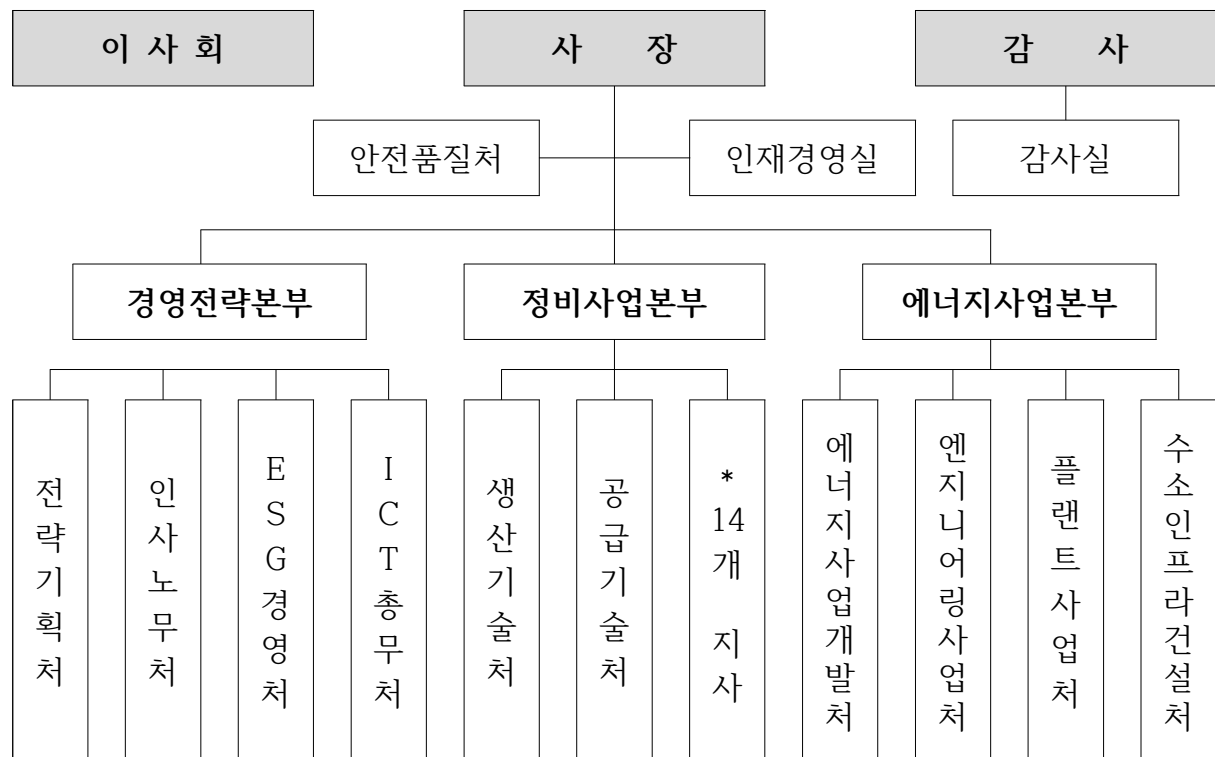 이 사 회
사 장
감 사
안전품질처
인재경영실
감사실
경영전략본부
정비사업본부
에너지사업본부
전략기획처
인사노무처
ESG경영처
ICT총무처
생산기술처
공급기술처
*14개 지사
에너지사업개발처
엔지니어링사업처
플랜트사업처
수소인프라건설처